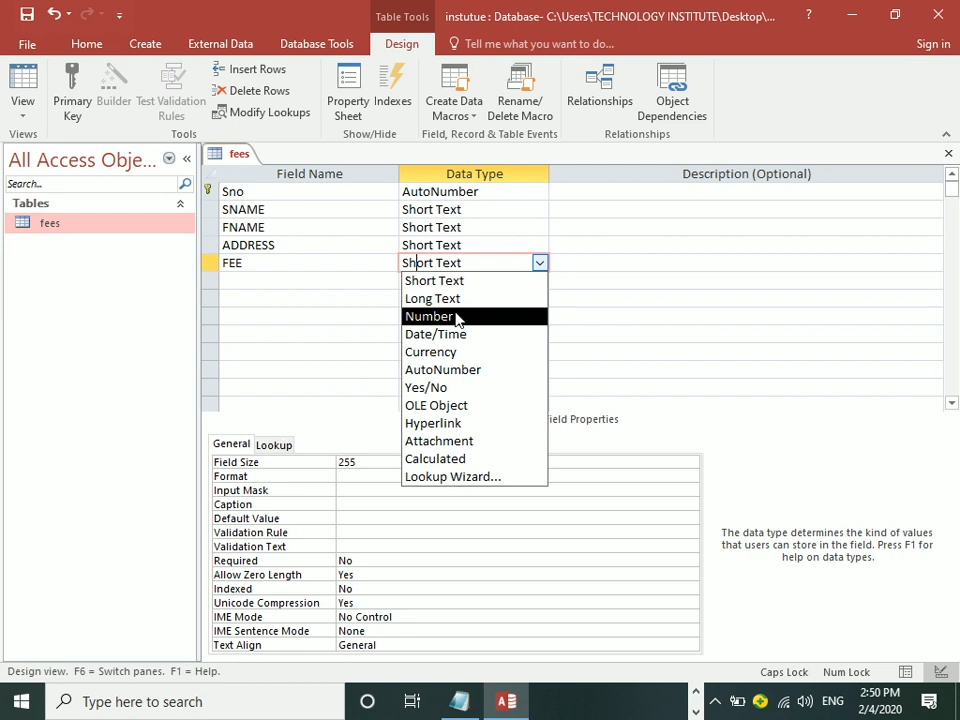 Table Tools
instutue : Database- C:\Users\TECHNOLOGY INSTITUTE\Desktop\...
?
File
Home
Create
External Data
Database Tools
Design
Tell me what you want to do...
Sign in
View
Primary Key
Builder
Test Validation Rules
Insert Rows
Delete Rows
Modify Lookups
Property Sheet
Indexes
Create Data Macros
Rename/ Delete Macro
Relationships
Object Dependencies
Views
Tools
Show/Hide
Field, Record & Table Events
Relationships
All Access Obje...
Search...
Tables
fees
fees
Field Name Data Type Description (Optional)
Sno AutoNumber
SNAME Short Text
FNAME Short Text
ADDRESS Short Text
FEE Short Text
Short Text
Long Text
Number
Date/Time
Currency
AutoNumber
Yes/No
OLE Object
Hyperlink
Attachment
Calculated
Lookup Wizard...
ield Properties
General Lookup
Field Size 255
Format
Input Mask
Caption
Default Value
Validation Rule
Validation Text
Required No
Allow Zero Length Yes
Indexed No
Unicode Compression Yes
IME Mode No Control
IME Sentence Mode None
Text Align General
The data type determines the kind of values
that users can store in the field. Press F1 for
help on data types.
Design view. F6 = Switch panes. F1 = Help.
Caps Lock Num Lock
Type here to search
ENG
2:50 PM
2/4/2020